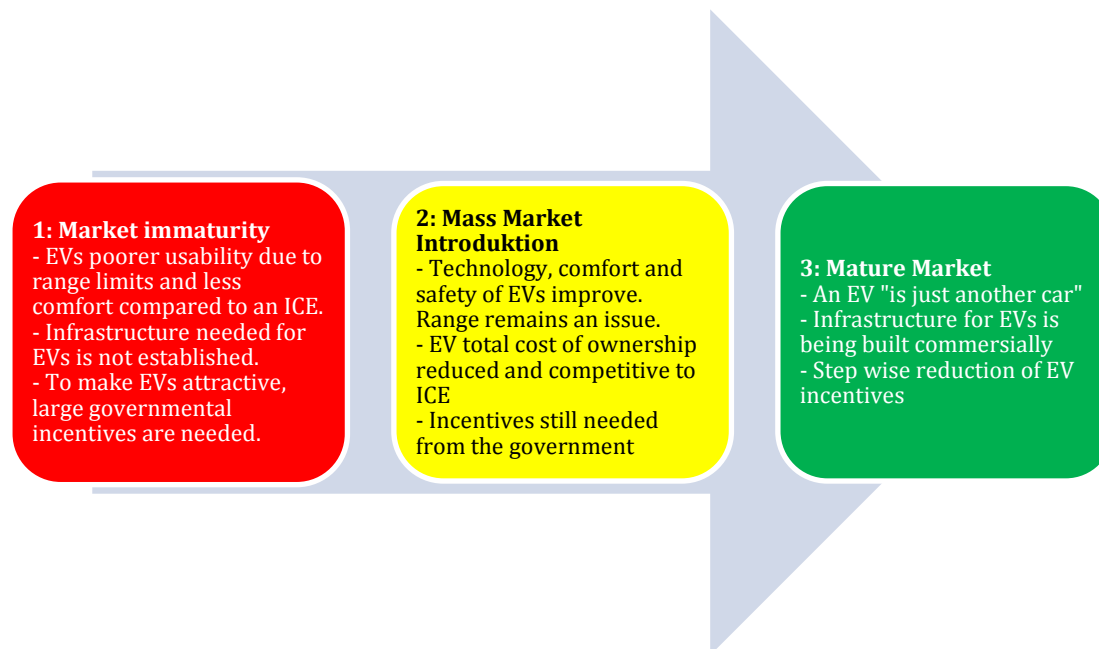 1: Market immaturity
- EVs poorer usability due to
range limits and less
comfort compared to an ICE.
- Infrastructure needed for
EVs is not established.
- To make EVs attractive,
large governmental
incentives are needed.
2: Mass Market
Introduktion
- Technology, comfort and
safety of EVs improve.
Range remains an issue.
- EV total cost of ownership
reduced and competitive to
ICE
- Incentives still needed
from the government
3: Mature Market
- An EV "is just another car"
- Infrastructure for EVs is
being built commersially
- Step wise reduction of EV
incentives